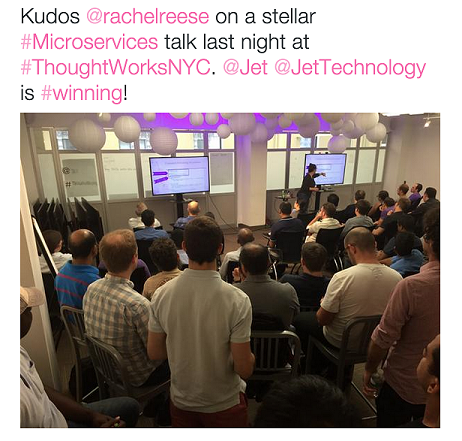 Kudos @rachelreese on a stellar
#Microservices talk last night at
#ThoughtWorksNYC. @Jet @JetTechnology
is #winning!